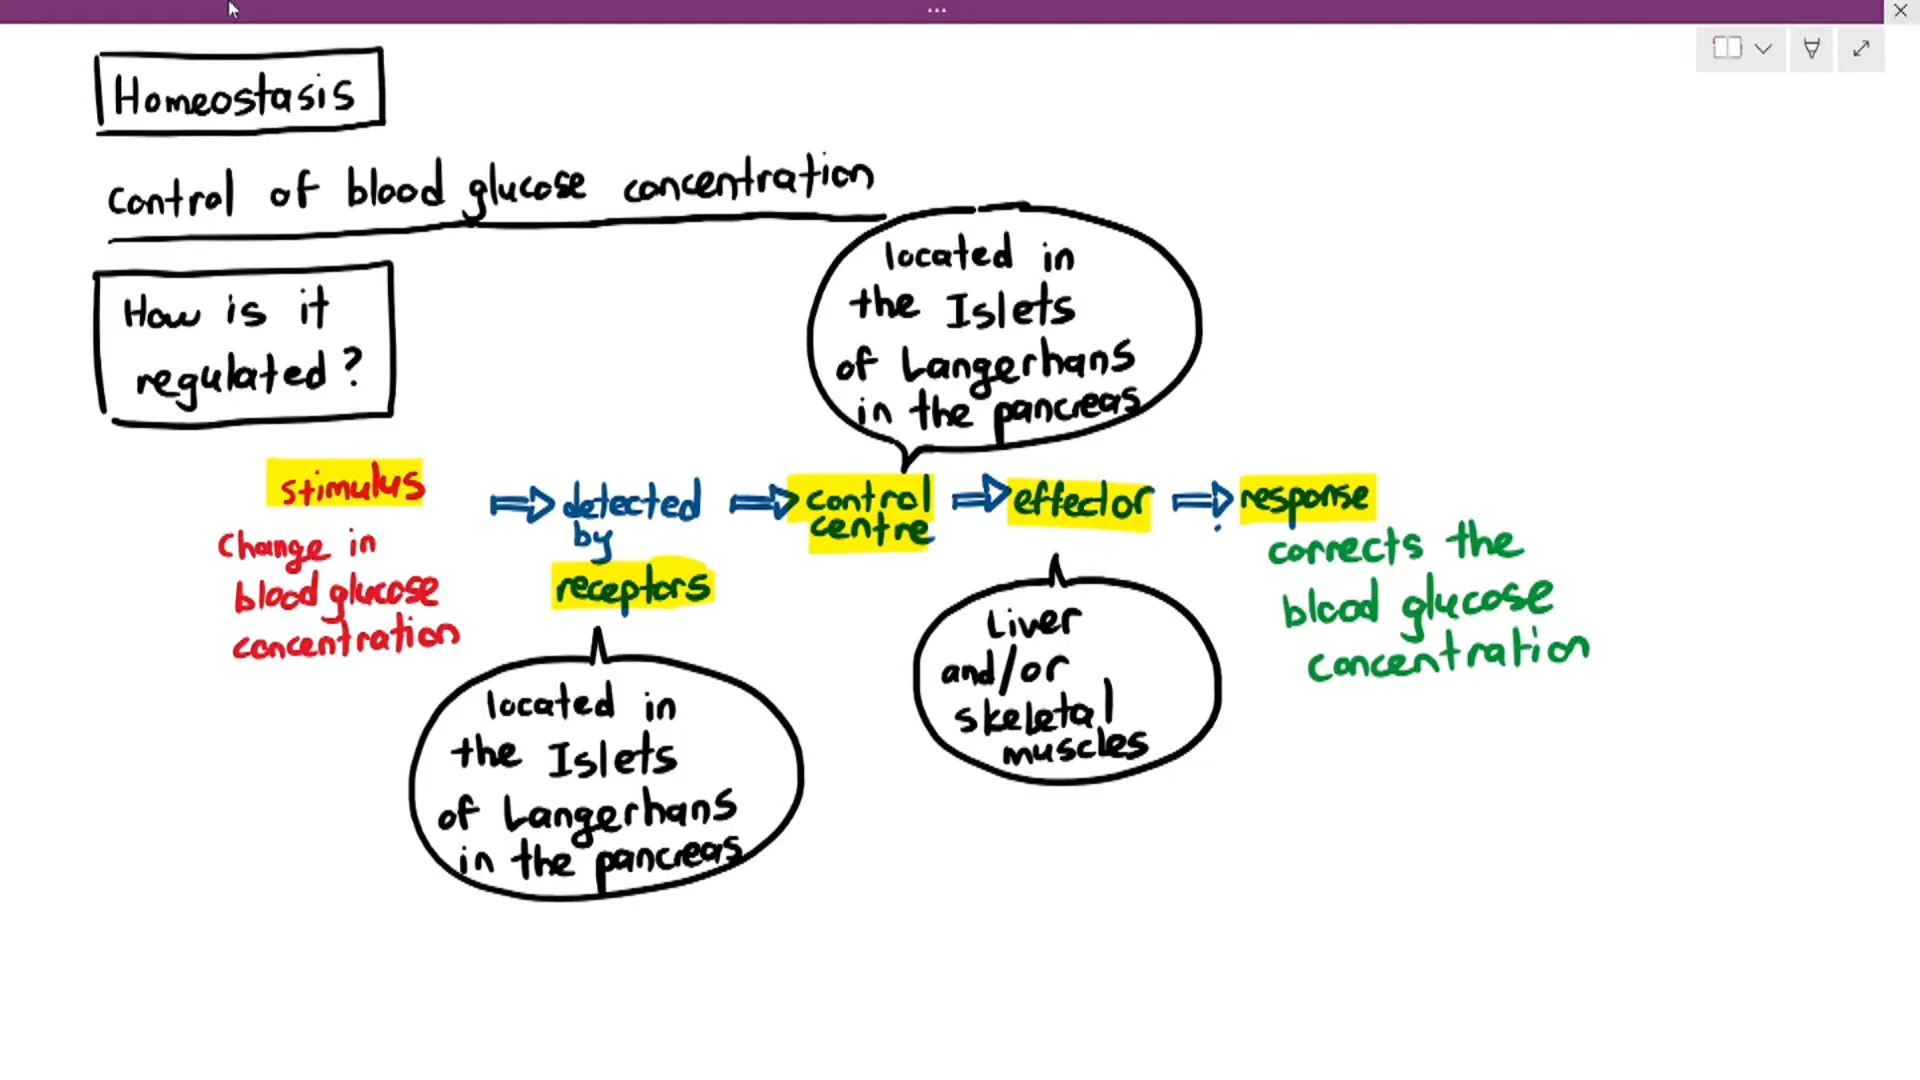 Homeostasis
control of blood glucose concentration
How is it
regulated?
located in
the Islets
of Langerhans
in the pancreas
stimulus
Change in
blood glucose
concentration
⇒ detected
by
receptors
⇒ control
centre
⇒ effector
⇒ response
corrects the
blood glucose
concentration
located in
the Islets
of Langerhans
in the pancreas
Liver
and/or
skeletal
muscles